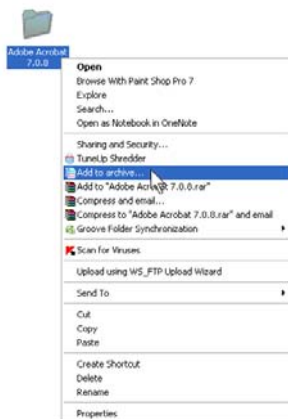 Adobe Acrobat
7.0.8
Open
Browse With Paint Shop Pro 7
Explore
Search...
Open as Notebook in OneNote
Sharing and Security...
TuneUp Shredder
Add to archive...
Add to "Adobe Acrobat 7.0.8.rar"
Compress and email...
Compress to "Adobe Acrobat 7.0.8.rar" and email
Groove Folder Synchronization
Scan for Viruses
Upload using WS_FTP Upload Wizard
Send To
Cut
Copy
Paste
Create Shortcut
Delete
Rename
Properties